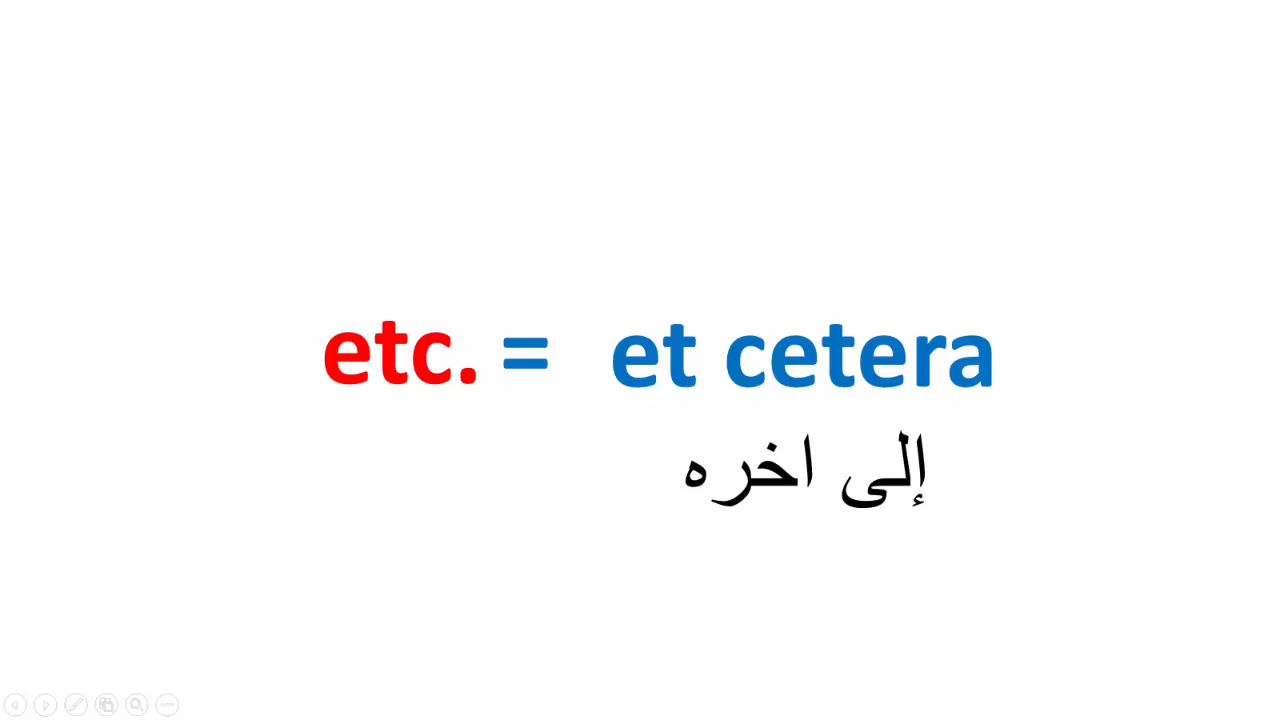 etc. = et cetera
إلى اخره